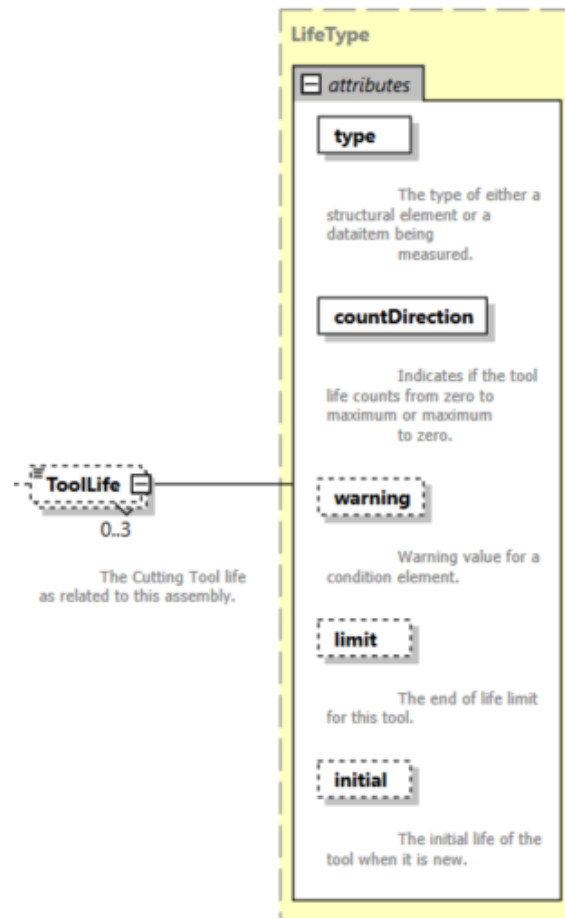 LifeType
attributes
type
The type of either a
structural element or a
dataitem being
measured.
countDirection
Indicates if the tool
life counts from zero to
maximum or maximum
to zero.
ToolLife
0..3
The Cutting Tool life
as related to this assembly.
warning
Warning value for a
condition element.
limit
The end of life limit
for this tool.
initial
The initial life of the
tool when it is new.